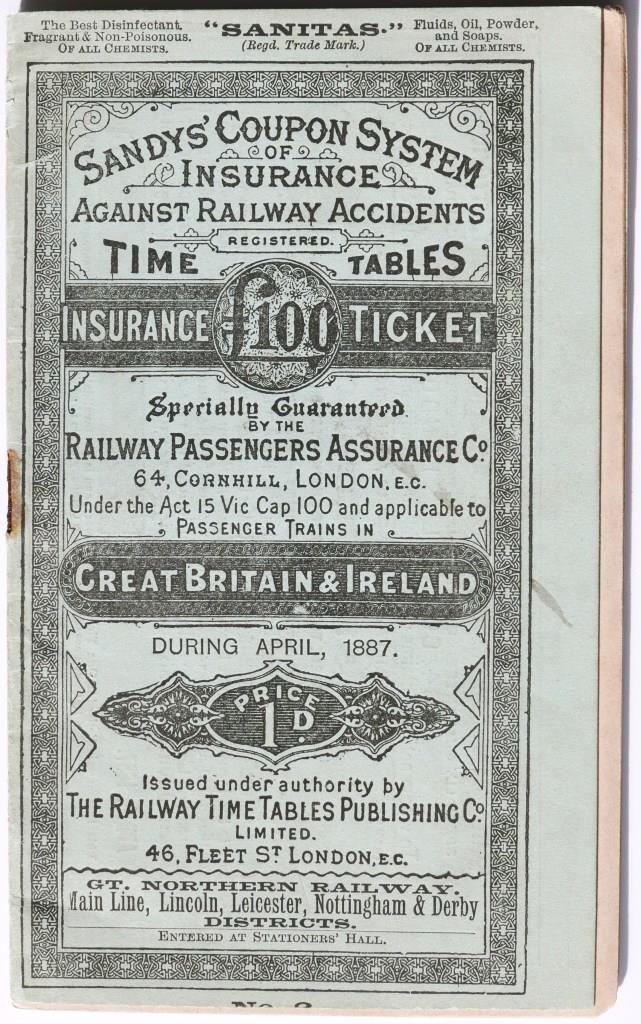 The Best Disinfectant.
Fragrant & Non-Poisonous.
OF ALL CHEMISTS.
"SANITAS."
(Regd. Trade Mark.)
Fluids, Oil, Powder,
and Soaps.
OF ALL CHEMISTS.
SANDYS' COUPON SYSTEM
OF
INSURANCE
AGAINST RAILWAY ACCIDENTS
REGISTERED.
TIME TABLES
INSURANCE £100 TICKET
Specially Guaranteed
BY THE
RAILWAY PASSENGERS ASSURANCE Co.
64, CORNHILL, LONDON, E.C.
Under the Act 15 Vic Cap 100 and applicable to
PASSENGER TRAINS IN
GREAT BRITAIN & IRELAND
DURING APRIL, 1887.
PRICE
1D.
Issued under authority by
THE RAILWAY TIME TABLES PUBLISHING Co.
LIMITED.
46, FLEET ST. LONDON, E.C.
GT. NORTHERN RAILWAY.
Main Line, Lincoln, Leicester, Nottingham & Derby
DISTRICTS.
ENTERED AT STATIONERS' HALL.
No.